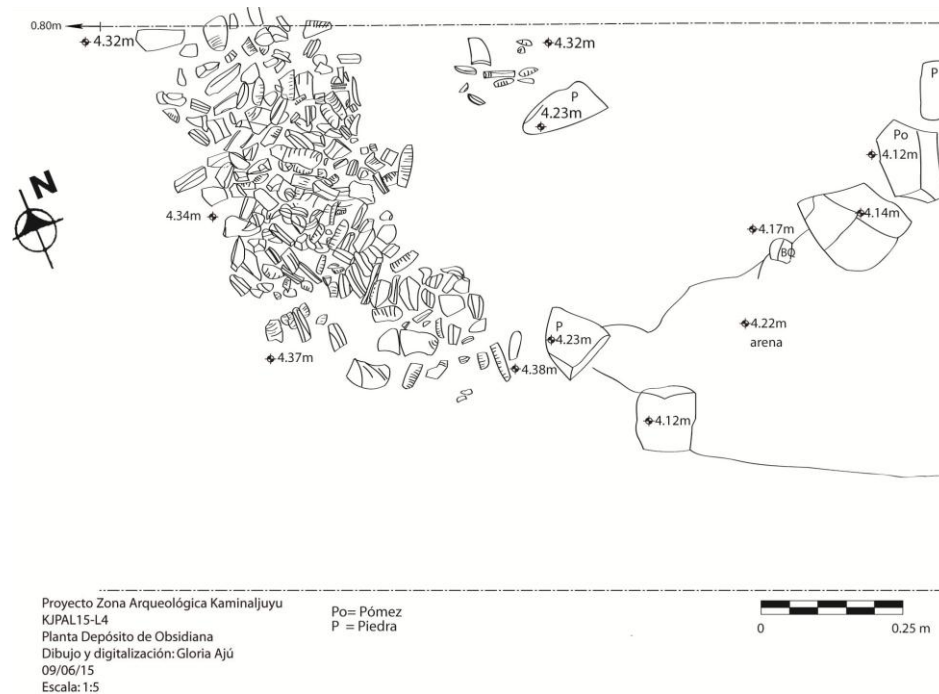 0.80m
4.32m
4.32m
P
P
4.23m
Po
4.12m
N
4.34m
4.14m
4.17m
BQ
4.22m
arena
P
4.23m
4.37m
4.38m
4.12m
Proyecto Zona Arqueológica Kaminaljuyu
KJPAL15-L4
Planta Depósito de Obsidiana
Dibujo y digitalización: Gloria Ajú
09/06/15
Escala: 1:5
Po= Pómez
P = Piedra
0 0.25 m